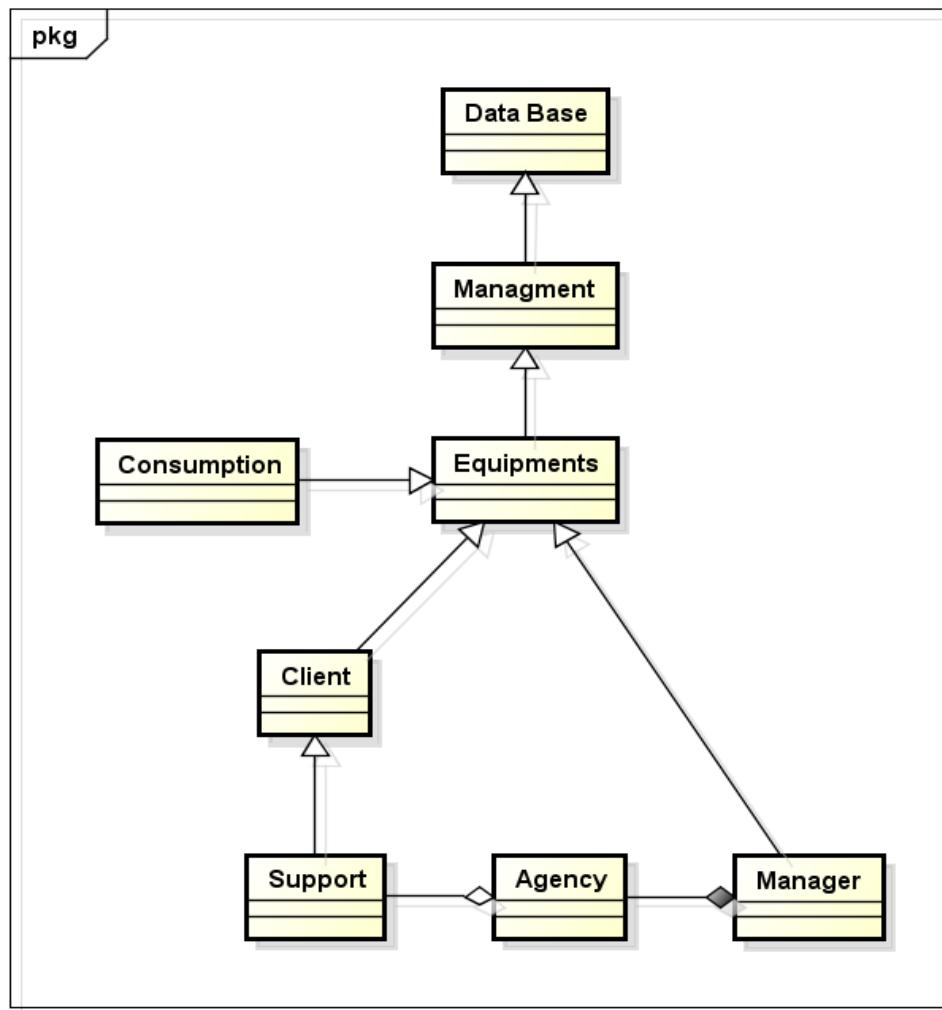 pkg
Data Base
Managment
Consumption
Equipments
Client
Support
Agency
Manager